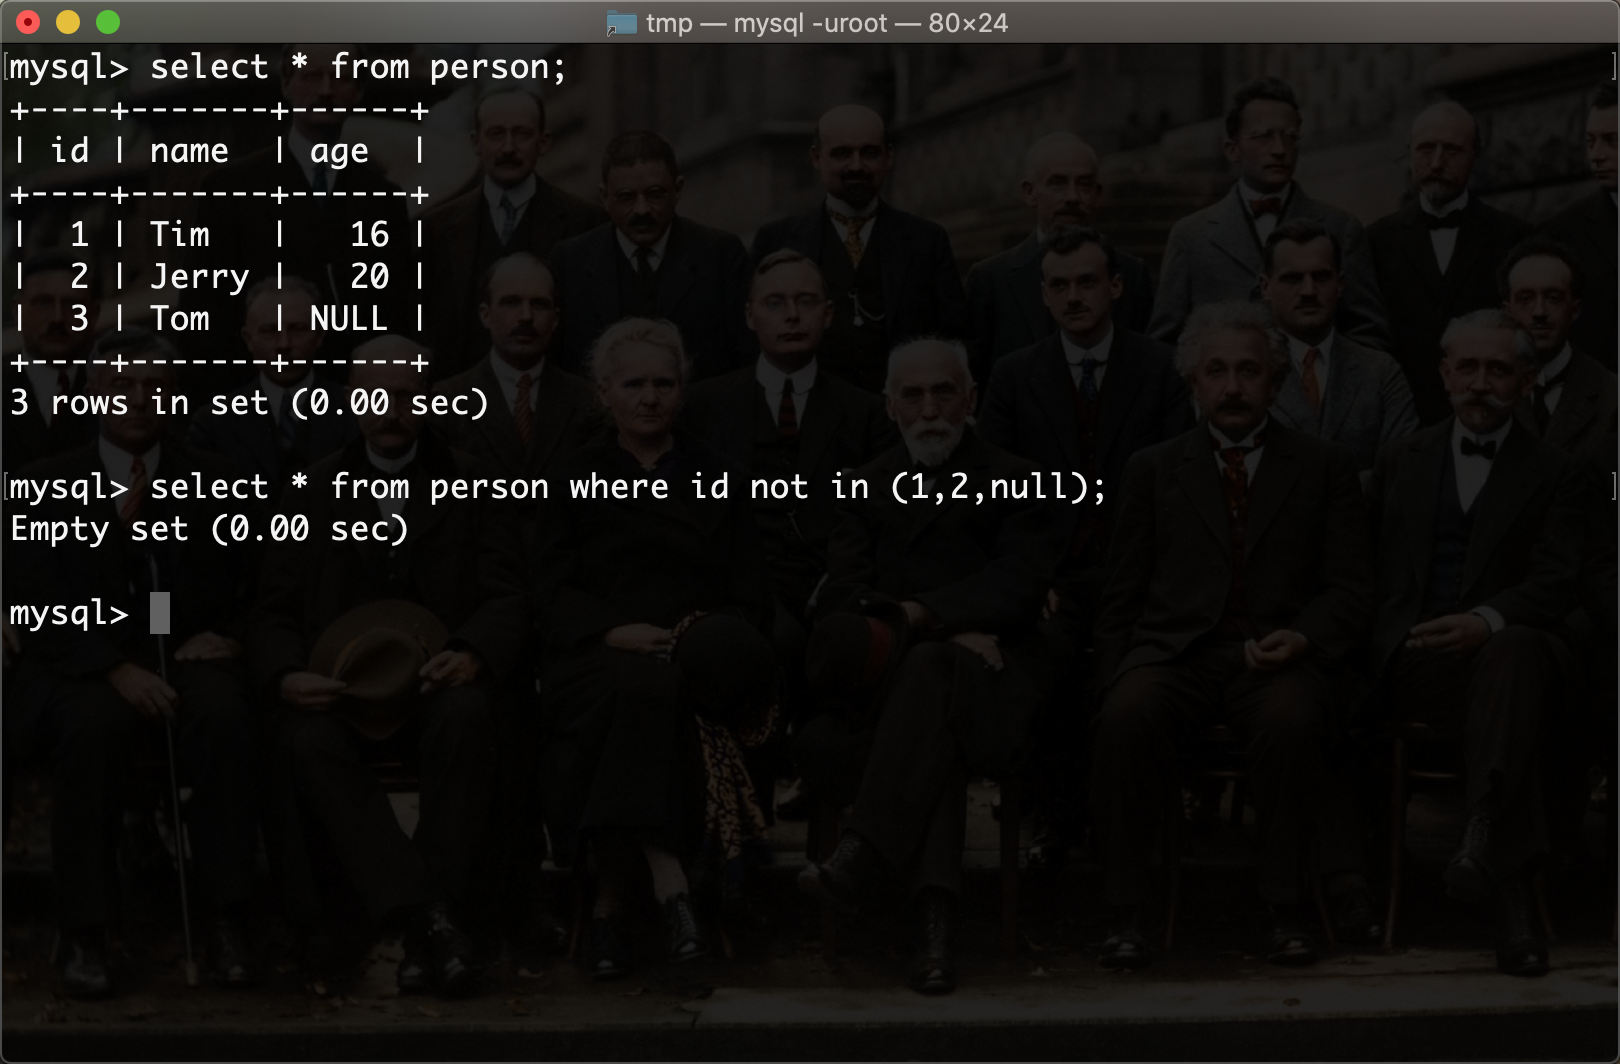 tmp — mysql -uroot — 80×24
mysql> select * from person;
+----+-------+------+
| id | name  | age  |
+----+-------+------+
|  1 | Tim   |   16 |
|  2 | Jerry |   20 |
|  3 | Tom   | NULL |
+----+-------+------+
3 rows in set (0.00 sec)
mysql> select * from person where id not in (1,2,null);
Empty set (0.00 sec)
mysql>